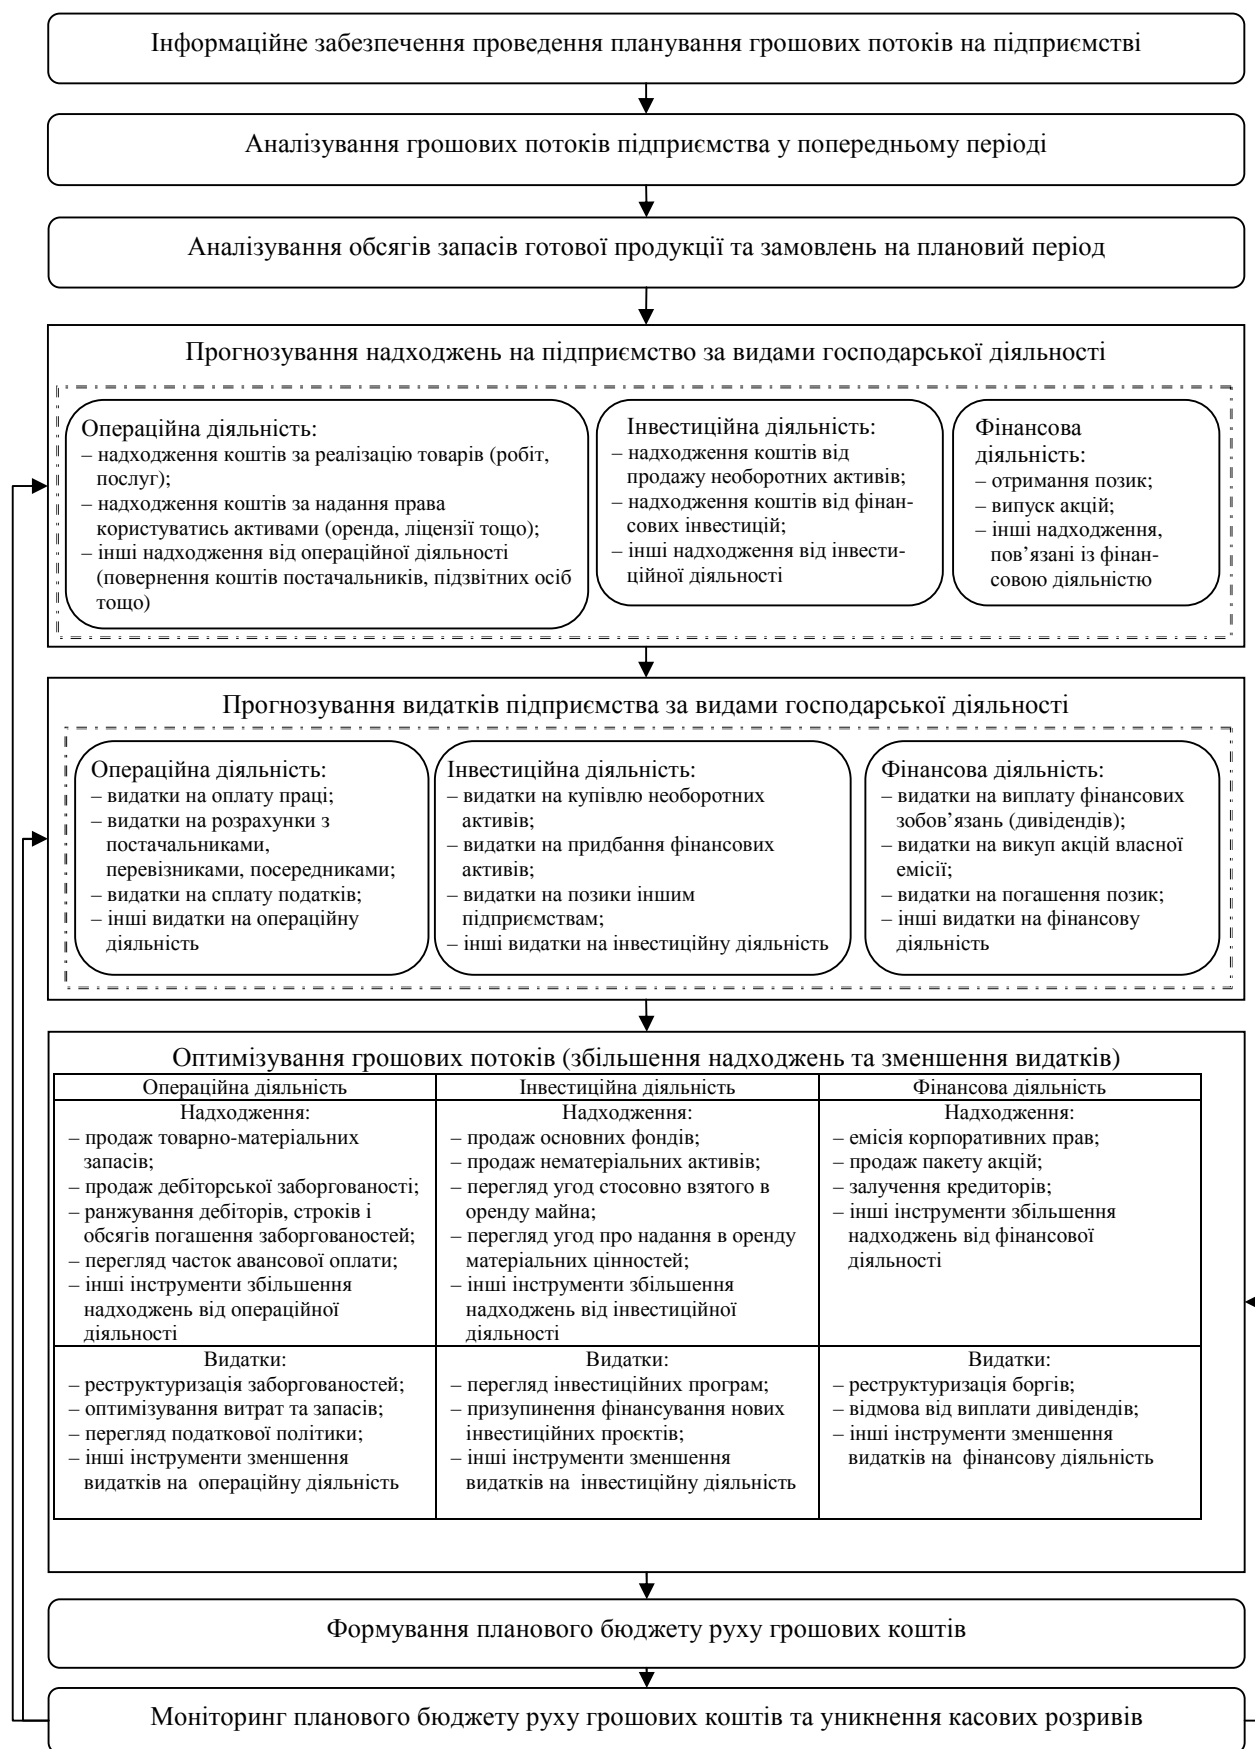 Інформаційне забезпечення проведення планування грошових потоків на підприємстві
Аналізування грошових потоків підприємства у попередньому періоді
Аналізування обсягів запасів готової продукції та замовлень на плановий період
Прогнозування надходжень на підприємство за видами господарської діяльності
Операційна діяльність:
– надходження коштів за реалізацію товарів (робіт,
послуг);
– надходження коштів за надання права
користуватись активами (оренда, ліцензії тощо);
– інші надходження від операційної діяльності
(повернення коштів постачальників, підзвітних осіб
тощо)
Інвестиційна діяльність:
– надходження коштів від
продажу необоротних активів;
– надходження коштів від фінан-
сових інвестицій;
– інші надходження від інвести-
ційної діяльності
Фінансова
діяльність:
– отримання позик;
– випуск акцій;
– інші надходження,
пов’язані із фінан-
совою діяльністю
Прогнозування видатків підприємства за видами господарської діяльності
Операційна діяльність:
– видатки на оплату праці;
– видатки на розрахунки з
постачальниками,
перевізниками, посередниками;
– видатки на сплату податків;
– інші видатки на операційну
діяльність
Інвестиційна діяльність:
– видатки на купівлю необоротних
активів;
– видатки на придбання фінансових
активів;
– видатки на позики іншим
підприємствам;
– інші видатки на інвестиційну діяльність
Фінансова діяльність:
– видатки на виплату фінансових
зобов’язань (дивідендів);
– видатки на викуп акцій власної
емісії;
– видатки на погашення позик;
– інші видатки на фінансову
діяльність
Оптимізування грошових потоків (збільшення надходжень та зменшення видатків)
Операційна діяльність
Інвестиційна діяльність
Фінансова діяльність
Надходження:
– продаж товарно-матеріальних
запасів;
– продаж дебіторської заборгованості;
– ранжування дебіторів, строків і
обсягів погашення заборгованостей;
– перегляд часток авансової оплати;
– інші інструменти збільшення
надходжень від операційної
діяльності
Надходження:
– продаж основних фондів;
– продаж нематеріальних активів;
– перегляд угод стосовно взятого в
оренду майна;
– перегляд угод про надання в оренду
матеріальних цінностей;
– інші інструменти збільшення
надходжень від інвестиційної
діяльності
Надходження:
– емісія корпоративних прав;
– продаж пакету акцій;
– залучення кредиторів;
– інші інструменти збільшення
надходжень від фінансової
діяльності
Видатки:
– реструктуризація заборгованостей;
– оптимізування витрат та запасів;
– перегляд податкової політики;
– інші інструменти зменшення
видатків на операційну діяльність
Видатки:
– перегляд інвестиційних програм;
– призупинення фінансування нових
інвестиційних проєктів;
– інші інструменти зменшення
видатків на інвестиційну діяльність
Видатки:
– реструктуризація боргів;
– відмова від виплати дивідендів;
– інші інструменти зменшення
видатків на фінансову діяльність
Формування планового бюджету руху грошових коштів
Моніторинг планового бюджету руху грошових коштів та уникнення касових розривів